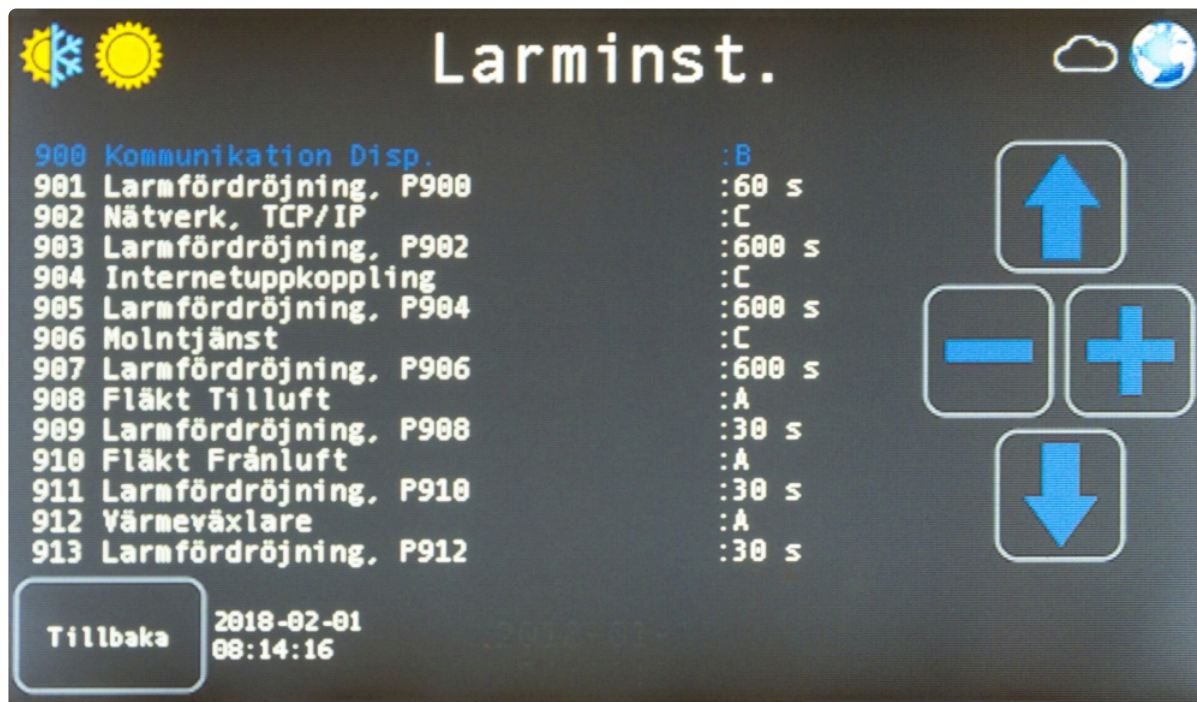 Larminst.
900 Kommunikation Disp. :B
901 Larmfördröjning, P900 :60 s
902 Nätverk, TCP/IP :C
903 Larmfördröjning, P902 :600 s
904 Internetuppkoppling :C
905 Larmfördröjning, P904 :600 s
906 Molntjänst :C
907 Larmfördröjning, P906 :600 s
908 Fläkt Tilluft :A
909 Larmfördröjning, P908 :30 s
910 Fläkt Frånluft :A
911 Larmfördröjning, P910 :30 s
912 Värmeväxlare :A
913 Larmfördröjning, P912 :30 s
Tillbaka
2018-02-01
08:14:16